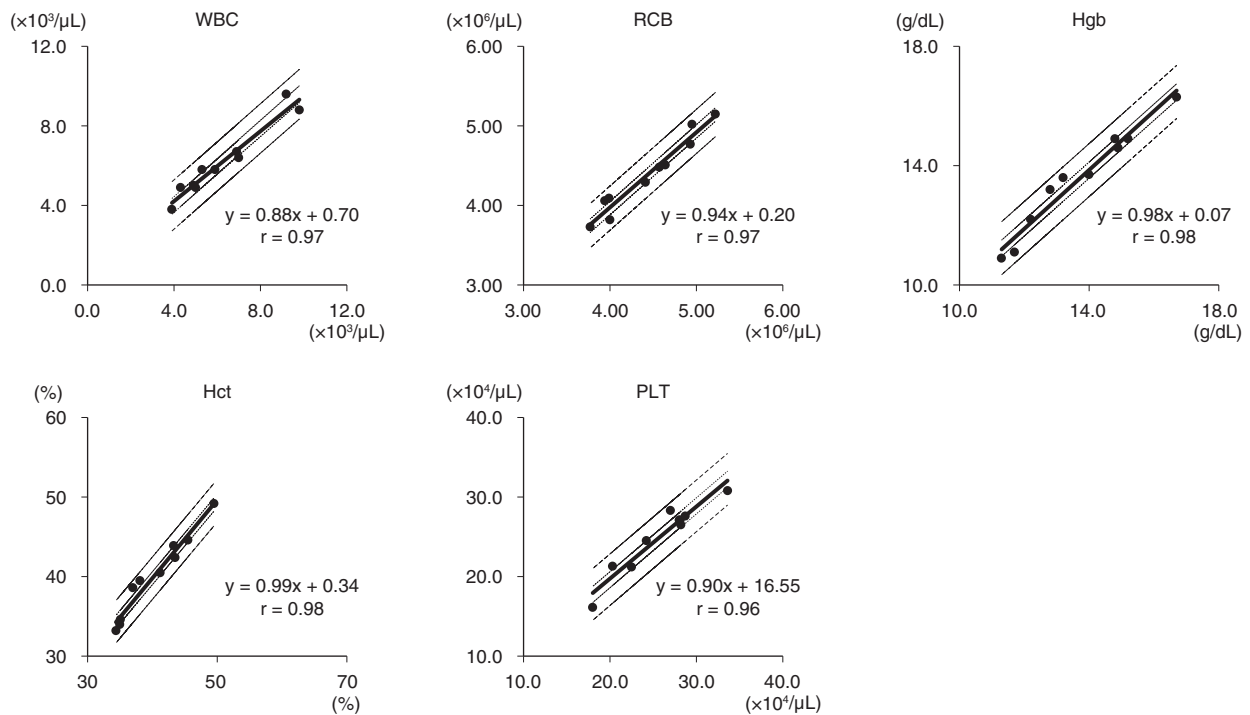 WBC
(×10³/μL)
12.0
8.0
4.0
0.0
y = 0.88x + 0.70
r = 0.97
0.0 4.0 8.0 12.0
(×10³/μL)
RCB
(×10⁶/μL)
6.00
5.00
4.00
3.00
y = 0.94x + 0.20
r = 0.97
3.00 4.00 5.00 6.00
(×10⁶/μL)
Hgb
(g/dL)
18.0
14.0
10.0
y = 0.98x + 0.07
r = 0.98
10.0 14.0 18.0
(g/dL)
Hct
(%)
60
50
40
30
y = 0.99x + 0.34
r = 0.98
30 50 70
(%)
PLT
(×10⁴/μL)
40.0
30.0
20.0
10.0
y = 0.90x + 16.55
r = 0.96
10.0 20.0 30.0 40.0
(×10⁴/μL)